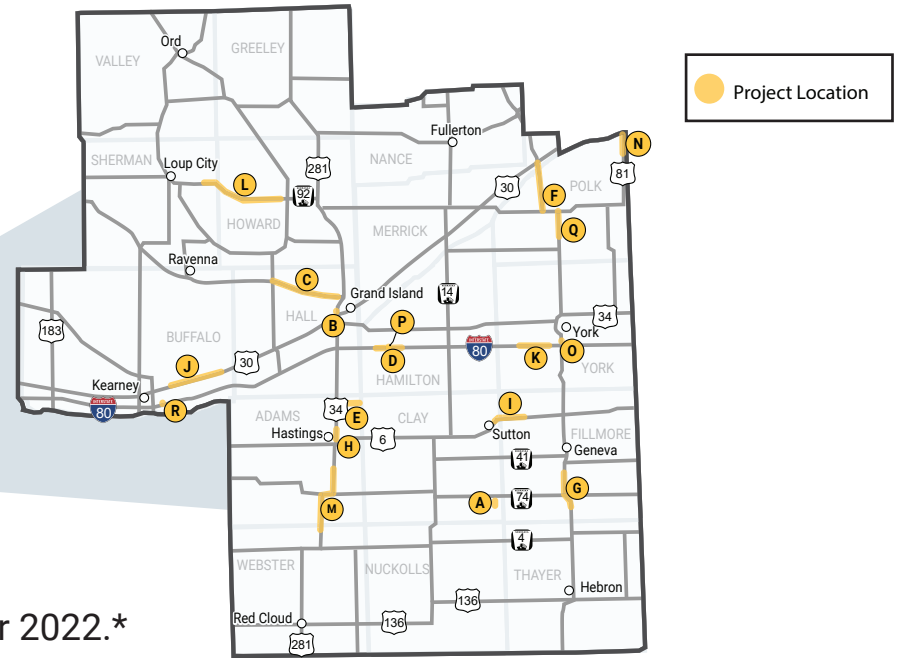 Ord
GREELEY
VALLEY
Fullerton
SHERMAN
Loup City
281
NANCE
N
L
92
30
81
F
POLK
HOWARD
MERRICK
Q
Ravenna
C
Grand Island
14
HALL
P
34
183
BUFFALO
B
York
INTERSTATE
80
J
30
D
K
O
YORK
Kearney
HAMILTON
INTERSTATE
80
R
ADAMS
34
E
CLAY
I
Hastings
H
6
Sutton
FILLMORE
Geneva
41
M
A
74
G
4
WEBSTER
NUCKOLLS
THAYER
Hebron
136
Red Cloud
136
281
Project Location
r 2022.*